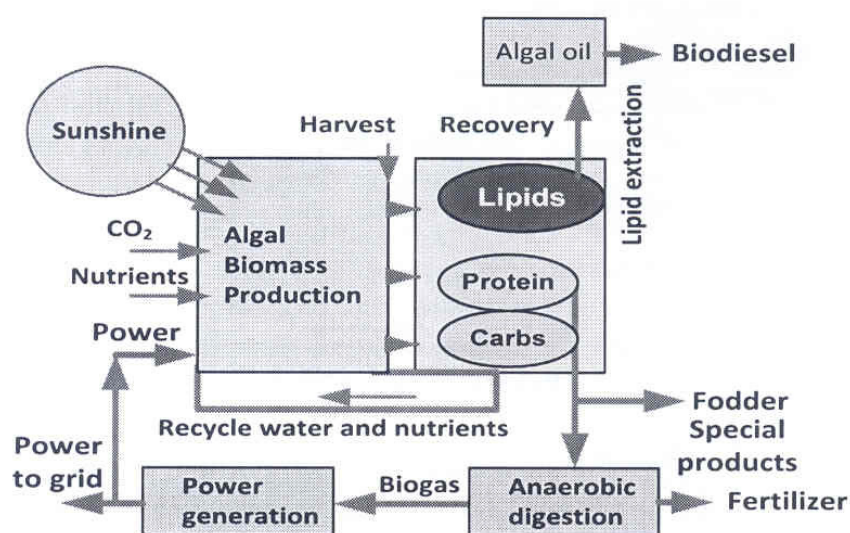 Algal oil
Biodiesel
Sunshine
Harvest
Recovery
Lipid extraction
Lipids
CO₂
Algal
Biomass
Production
Nutrients
Protein
Power
Carbs
Recycle water and nutrients
Fodder
Special
products
Power
to grid
Power
generation
Biogas
Anaerobic
digestion
Fertilizer